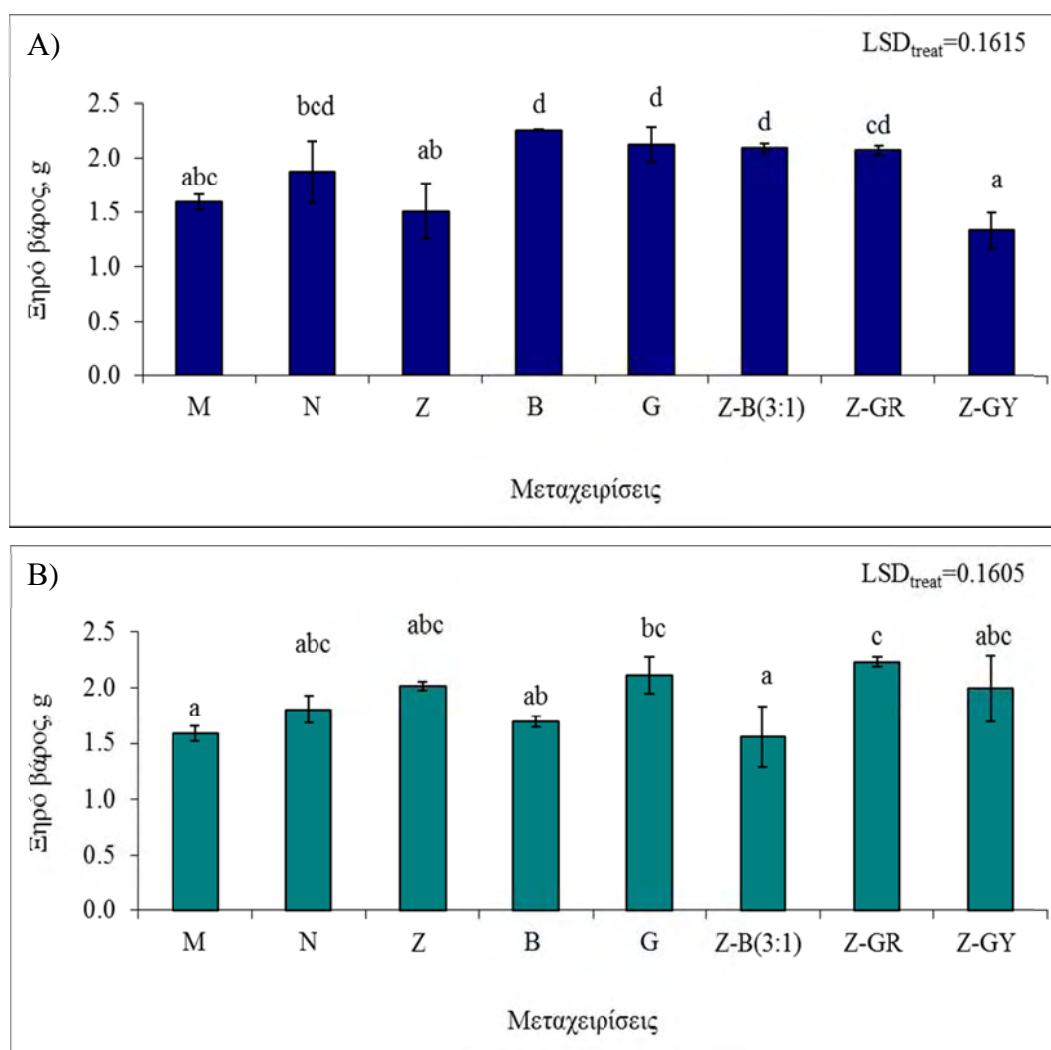 A)
LSDtreat=0.1615
Ξηρό βάρος, g
2.5
2.0
1.5
1.0
0.5
0.0
abc bcd ab d d d cd a
M N Z B G Z-B(3:1) Z-GR Z-GY
Μεταχειρίσεις
B)
LSDtreat=0.1605
Ξηρό βάρος, g
2.5
2.0
1.5
1.0
0.5
0.0
a abc abc ab bc a c abc
M N Z B G Z-B(3:1) Z-GR Z-GY
Μεταχειρίσεις